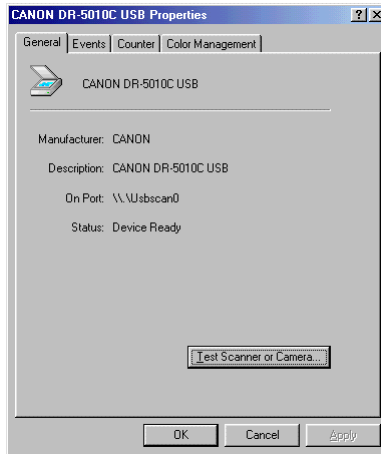 CANON DR-5010C USB Properties
General Events Counter Color Management
CANON DR-5010C USB
Manufacturer: CANON
Description: CANON DR-5010C USB
On Port: \\.\Usbscan0
Status: Device Ready
Test Scanner or Camera...
OK Cancel Apply